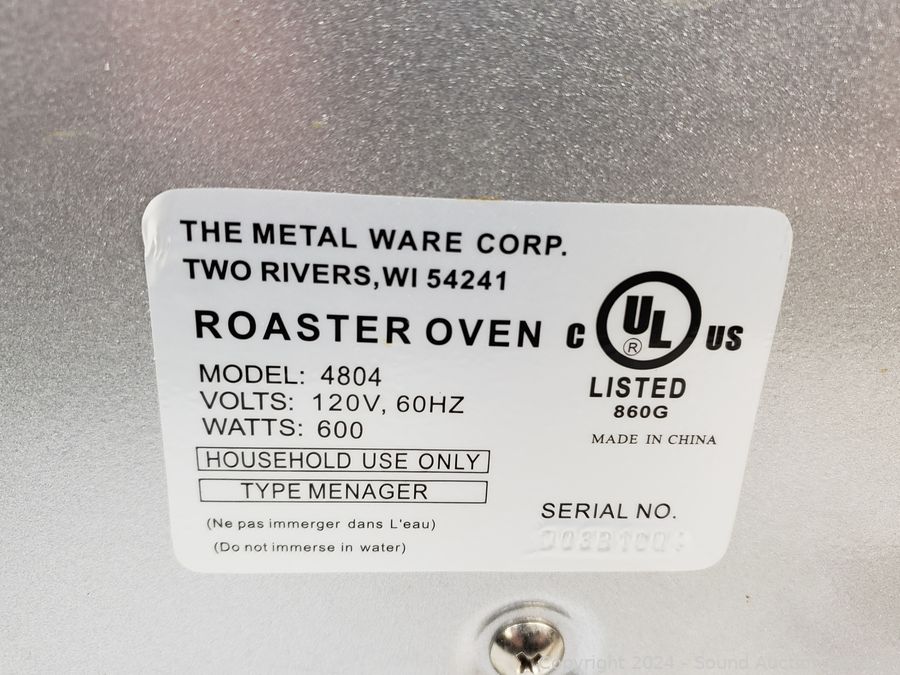 THE METAL WARE CORP.
TWO RIVERS,WI 54241
ROASTER OVEN
C UL ® US
LISTED
860G
MADE IN CHINA
MODEL: 4804
VOLTS: 120V, 60HZ
WATTS: 600
HOUSEHOLD USE ONLY
TYPE MENAGER
(Ne pas immerger dans L'eau)
(Do not immerse in water)
SERIAL NO.
Copyright 2024 - Sound